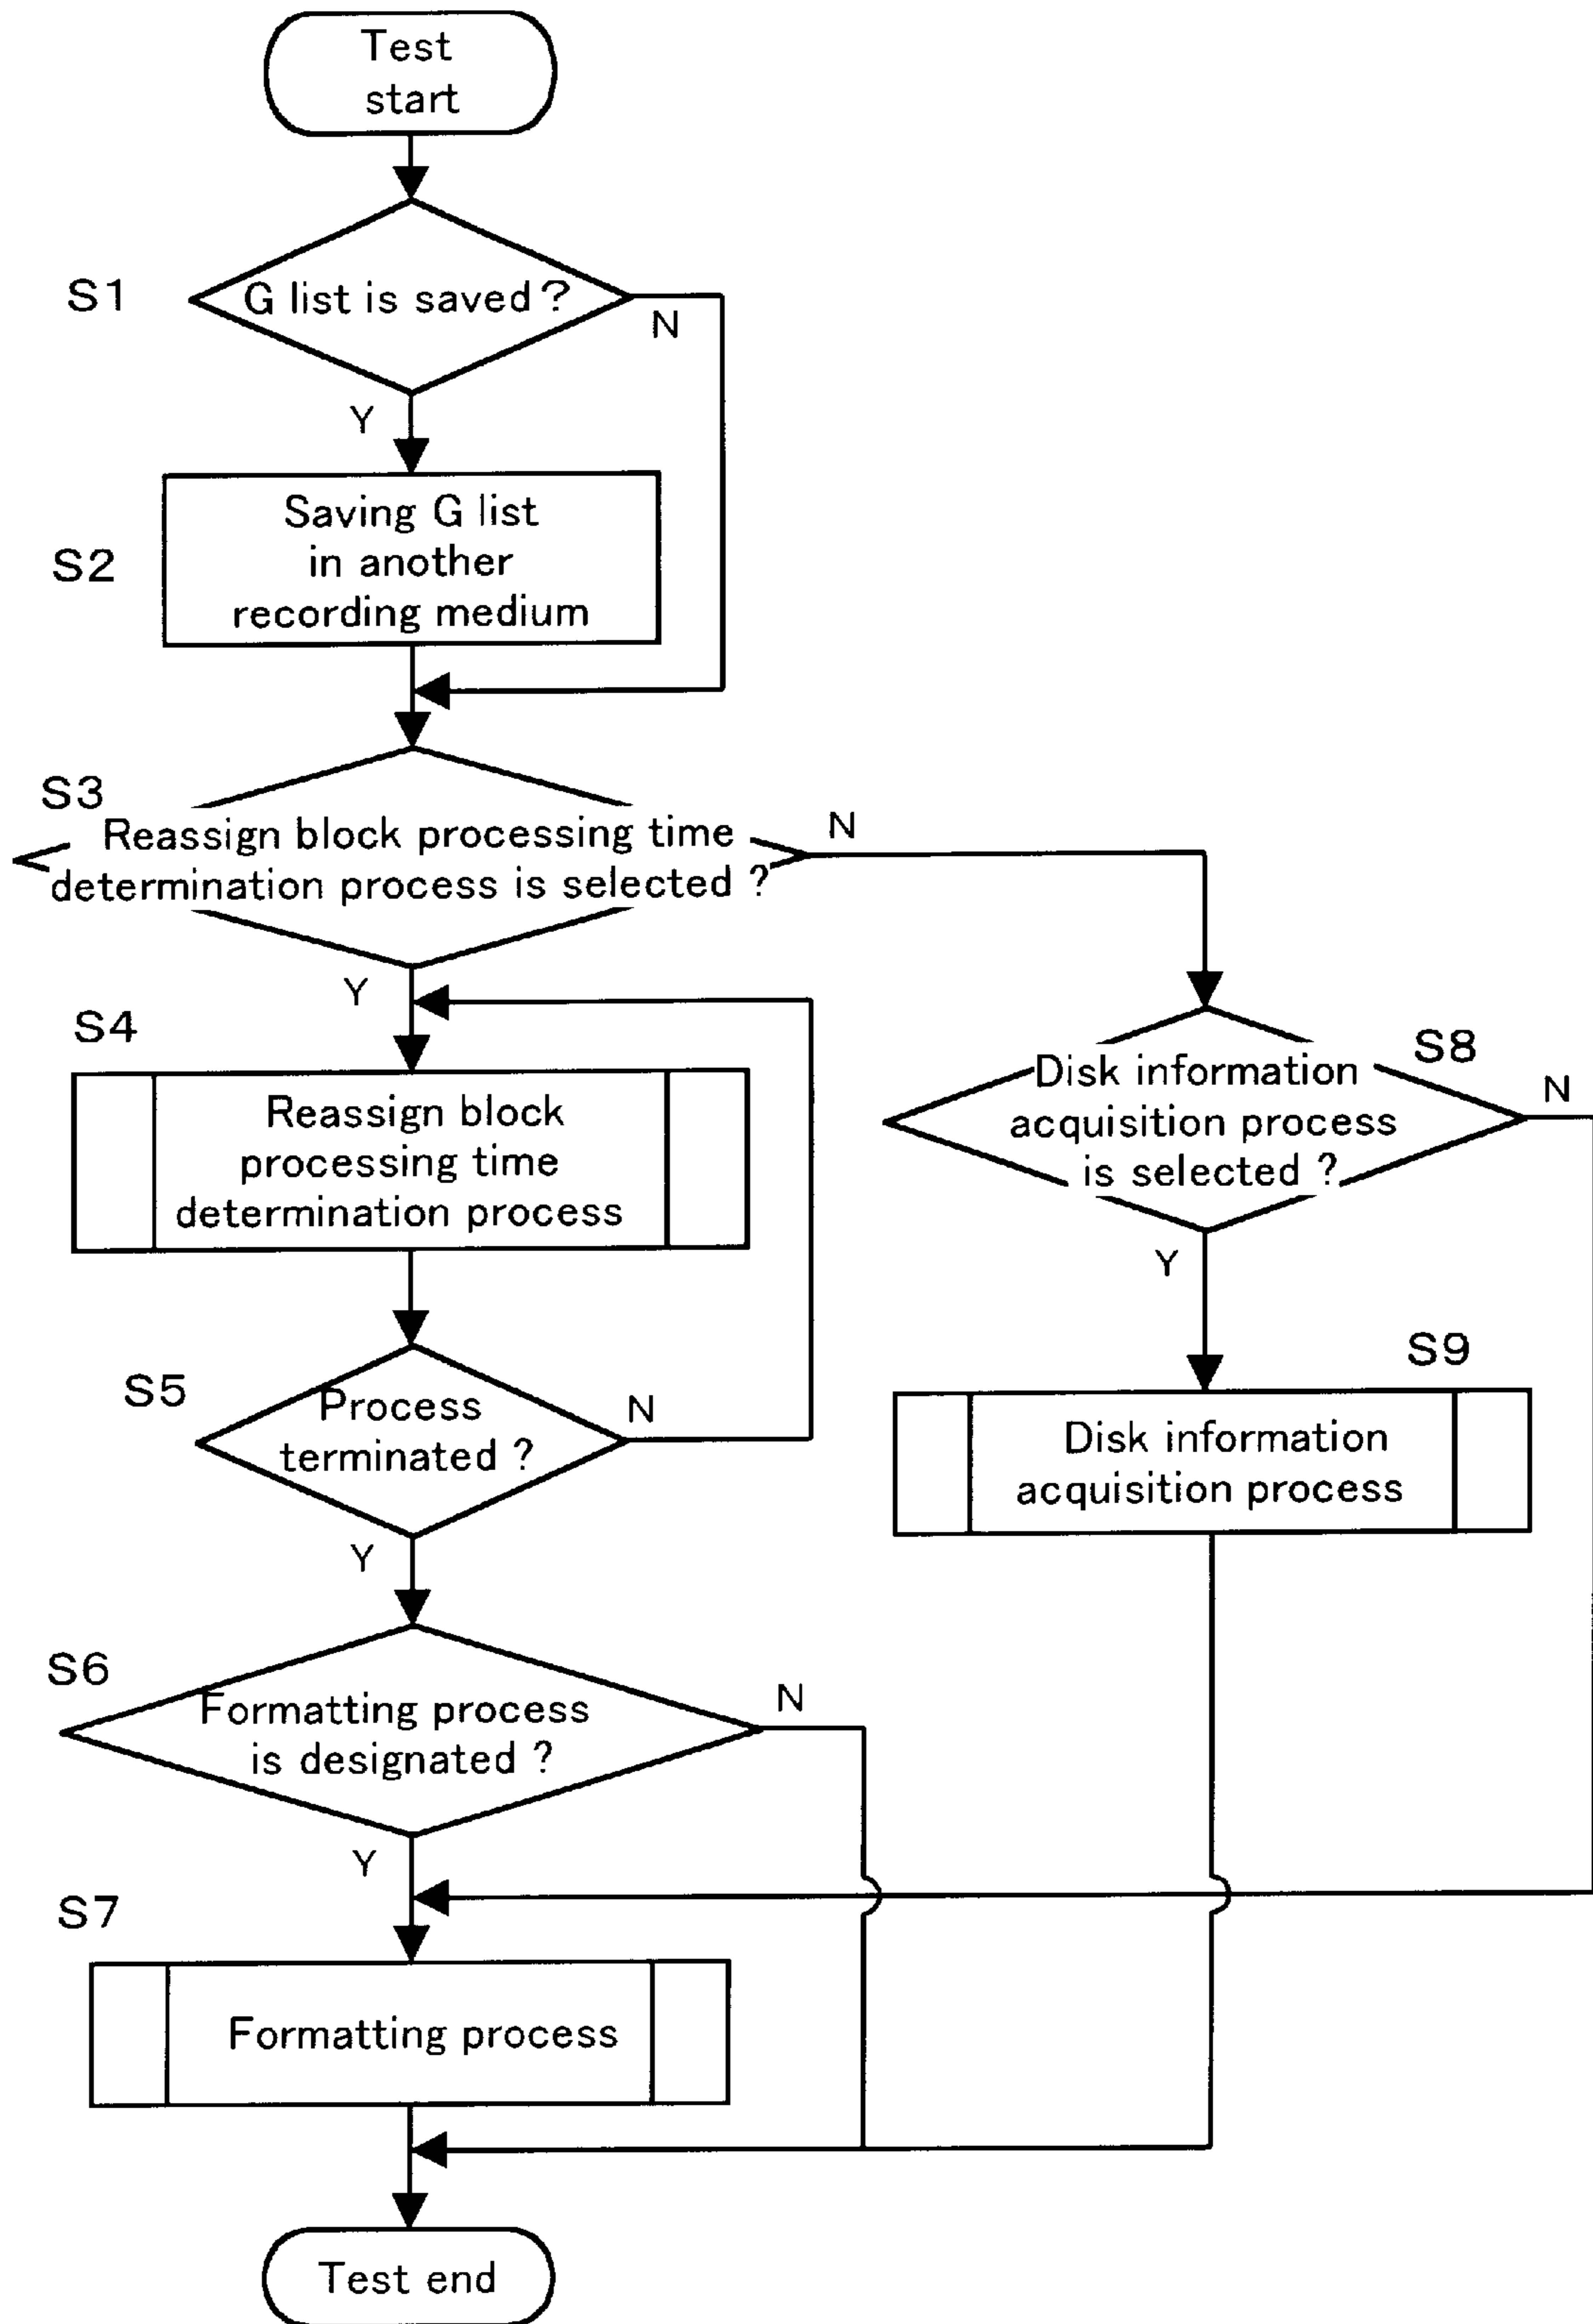 Test
start
S1
G list is saved?
N
Y
S2
Saving G list
in another
recording medium
S3
Reassign block processing time
determination process is selected ?
N
Y
S4
Reassign block
processing time
determination process
S8
Disk information
acquisition process
is selected ?
N
Y
S5
Process
terminated ?
N
Y
S9
Disk information
acquisition process
S6
Formatting process
is designated ?
N
Y
S7
Formatting process
Test end